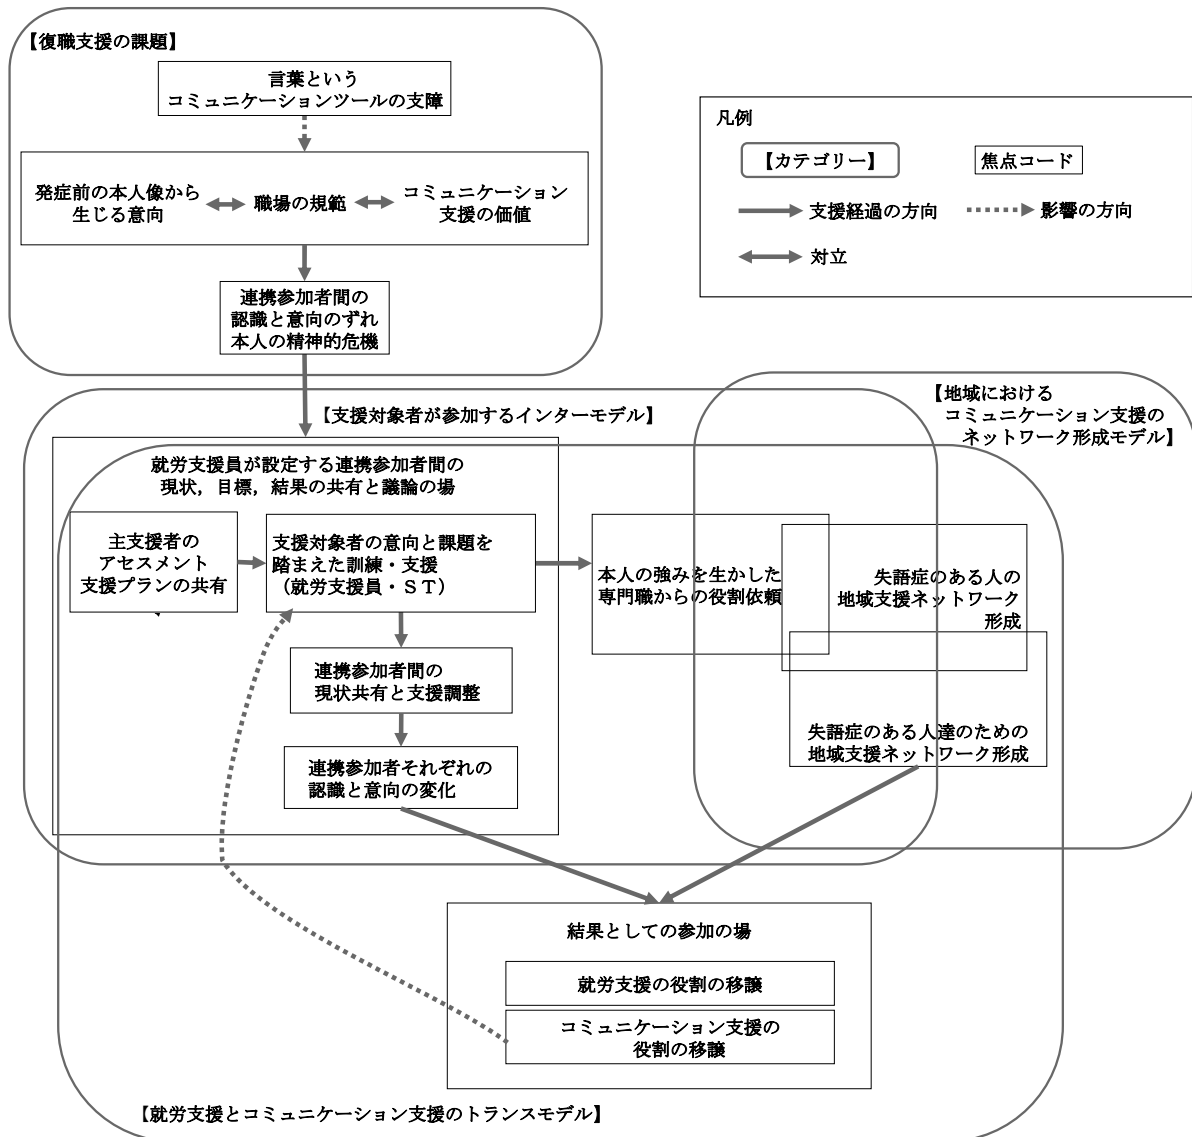 【復職支援の課題】
言葉という
コミュニケーションツールの支障
発症前の本人像から
生じる意向
職場の規範
コミュニケーション
支援の価値
連携参加者間の
認識と意向のずれ
本人の精神的危機
凡例
【カテゴリー】
焦点コード
支援経過の方向
影響の方向
対立
【支援対象者が参加するインターモデル】
【地域における
コミュニケーション支援の
ネットワーク形成モデル】
就労支援員が設定する連携参加者間の
現状，目標，結果の共有と議論の場
主支援者の
アセスメント
支援プランの共有
支援対象者の意向と課題を
踏まえた訓練・支援
（就労支援員・ＳＴ）
本人の強みを生かした
専門職からの役割依頼
失語症のある人の
地域支援ネットワーク
形成
連携参加者間の
現状共有と支援調整
失語症のある人達のための
地域支援ネットワーク形成
連携参加者それぞれの
認識と意向の変化
結果としての参加の場
就労支援の役割の移譲
コミュニケーション支援の
役割の移譲
【就労支援とコミュニケーション支援のトランスモデル】